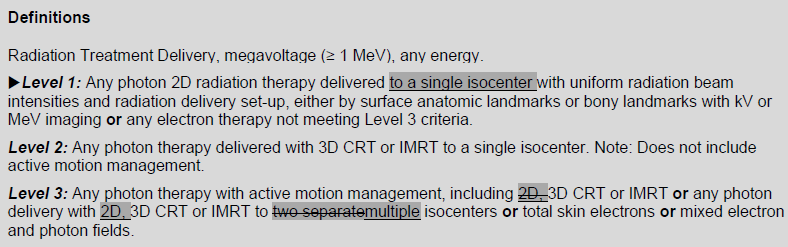 Definitions
Radiation Treatment Delivery, megavoltage (≥ 1 MeV), any energy.
►Level 1: Any photon 2D radiation therapy delivered to a single isocenter with uniform radiation beam
intensities and radiation delivery set-up, either by surface anatomic landmarks or bony landmarks with kV or
MeV imaging or any electron therapy not meeting Level 3 criteria.
Level 2: Any photon therapy delivered with 3D CRT or IMRT to a single isocenter. Note: Does not include
active motion management.
Level 3: Any photon therapy with active motion management, including 2D, 3D CRT or IMRT or any photon
delivery with 2D, 3D CRT or IMRT to two separatemultiple isocenters or total skin electrons or mixed electron
and photon fields.